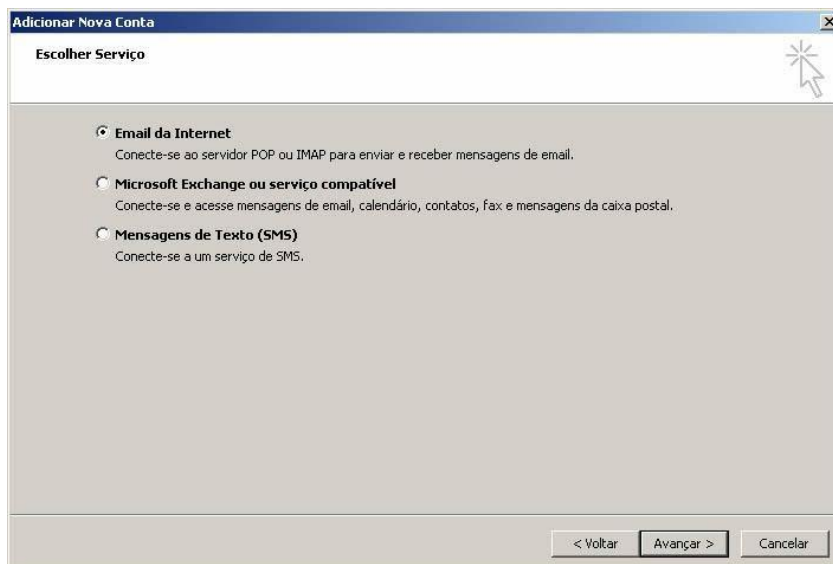 Adicionar Nova Conta
Escolher Serviço
Email da Internet
Conecte-se ao servidor POP ou IMAP para enviar e receber mensagens de email.
Microsoft Exchange ou serviço compatível
Conecte-se e acesse mensagens de email, calendário, contatos, fax e mensagens da caixa postal.
Mensagens de Texto (SMS)
Conecte-se a um serviço de SMS.
< Voltar Avançar > Cancelar